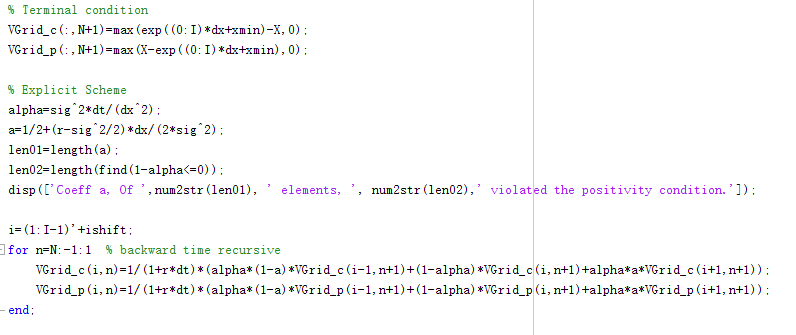 % Terminal condition
VGrid_c(:,N+1)=max(exp((0:I)*dx+xmin)-X,0);
VGrid_p(:,N+1)=max(X-exp((0:I)*dx+xmin),0);
% Explicit Scheme
alpha=sig^2*dt/(dx^2);
a=1/2+(r-sig^2/2)*dx/(2*sig^2);
len01=length(a);
len02=length(find(1-alpha<=0));
disp(['Coeff a, Of ',num2str(len01), ' elements, ', num2str(len02),' violated the positivity condition.']);
i=(1:I-1)'+ishift;
for n=N:-1:1 % backward time recursive
VGrid_c(i,n)=1/(1+r*dt)*(alpha*(1-a)*VGrid_c(i-1,n+1)+(1-alpha)*VGrid_c(i,n+1)+alpha*a*VGrid_c(i+1,n+1));
VGrid_p(i,n)=1/(1+r*dt)*(alpha*(1-a)*VGrid_p(i-1,n+1)+(1-alpha)*VGrid_p(i,n+1)+alpha*a*VGrid_p(i+1,n+1));
end;